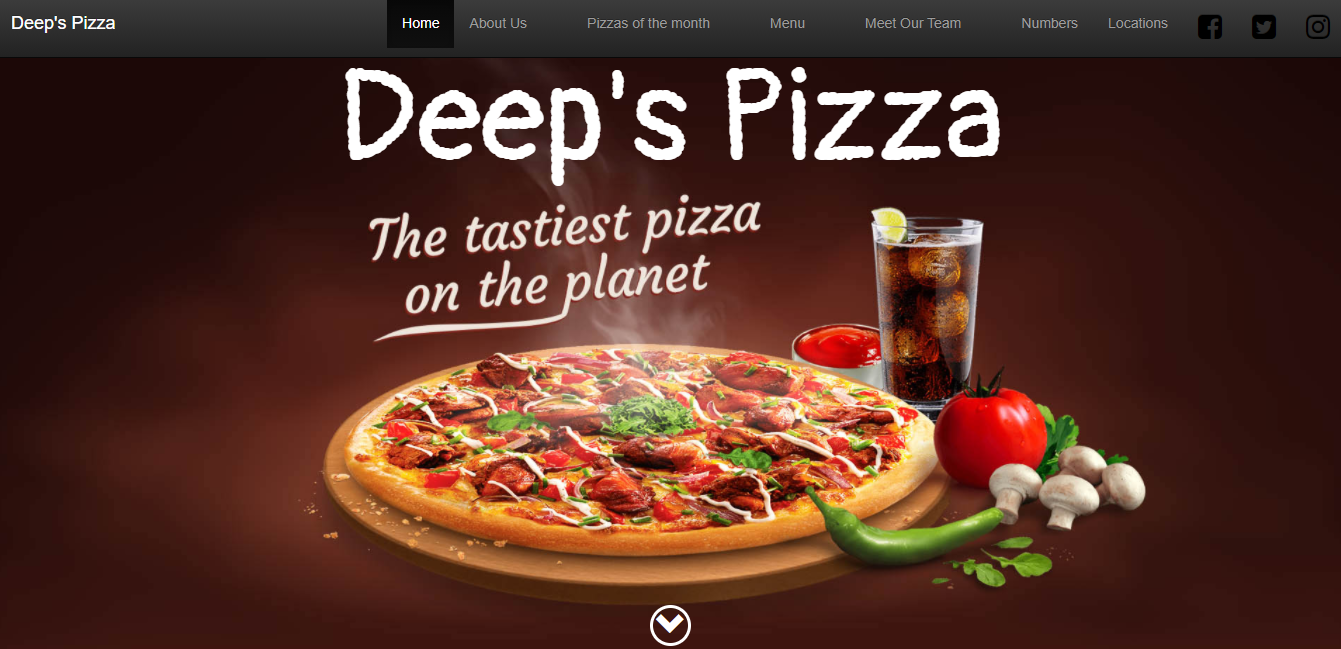 Deep's Pizza
Home About Us Pizzas of the month Menu Meet Our Team Numbers Locations
Deep's Pizza
The tastiest pizza
on the planet